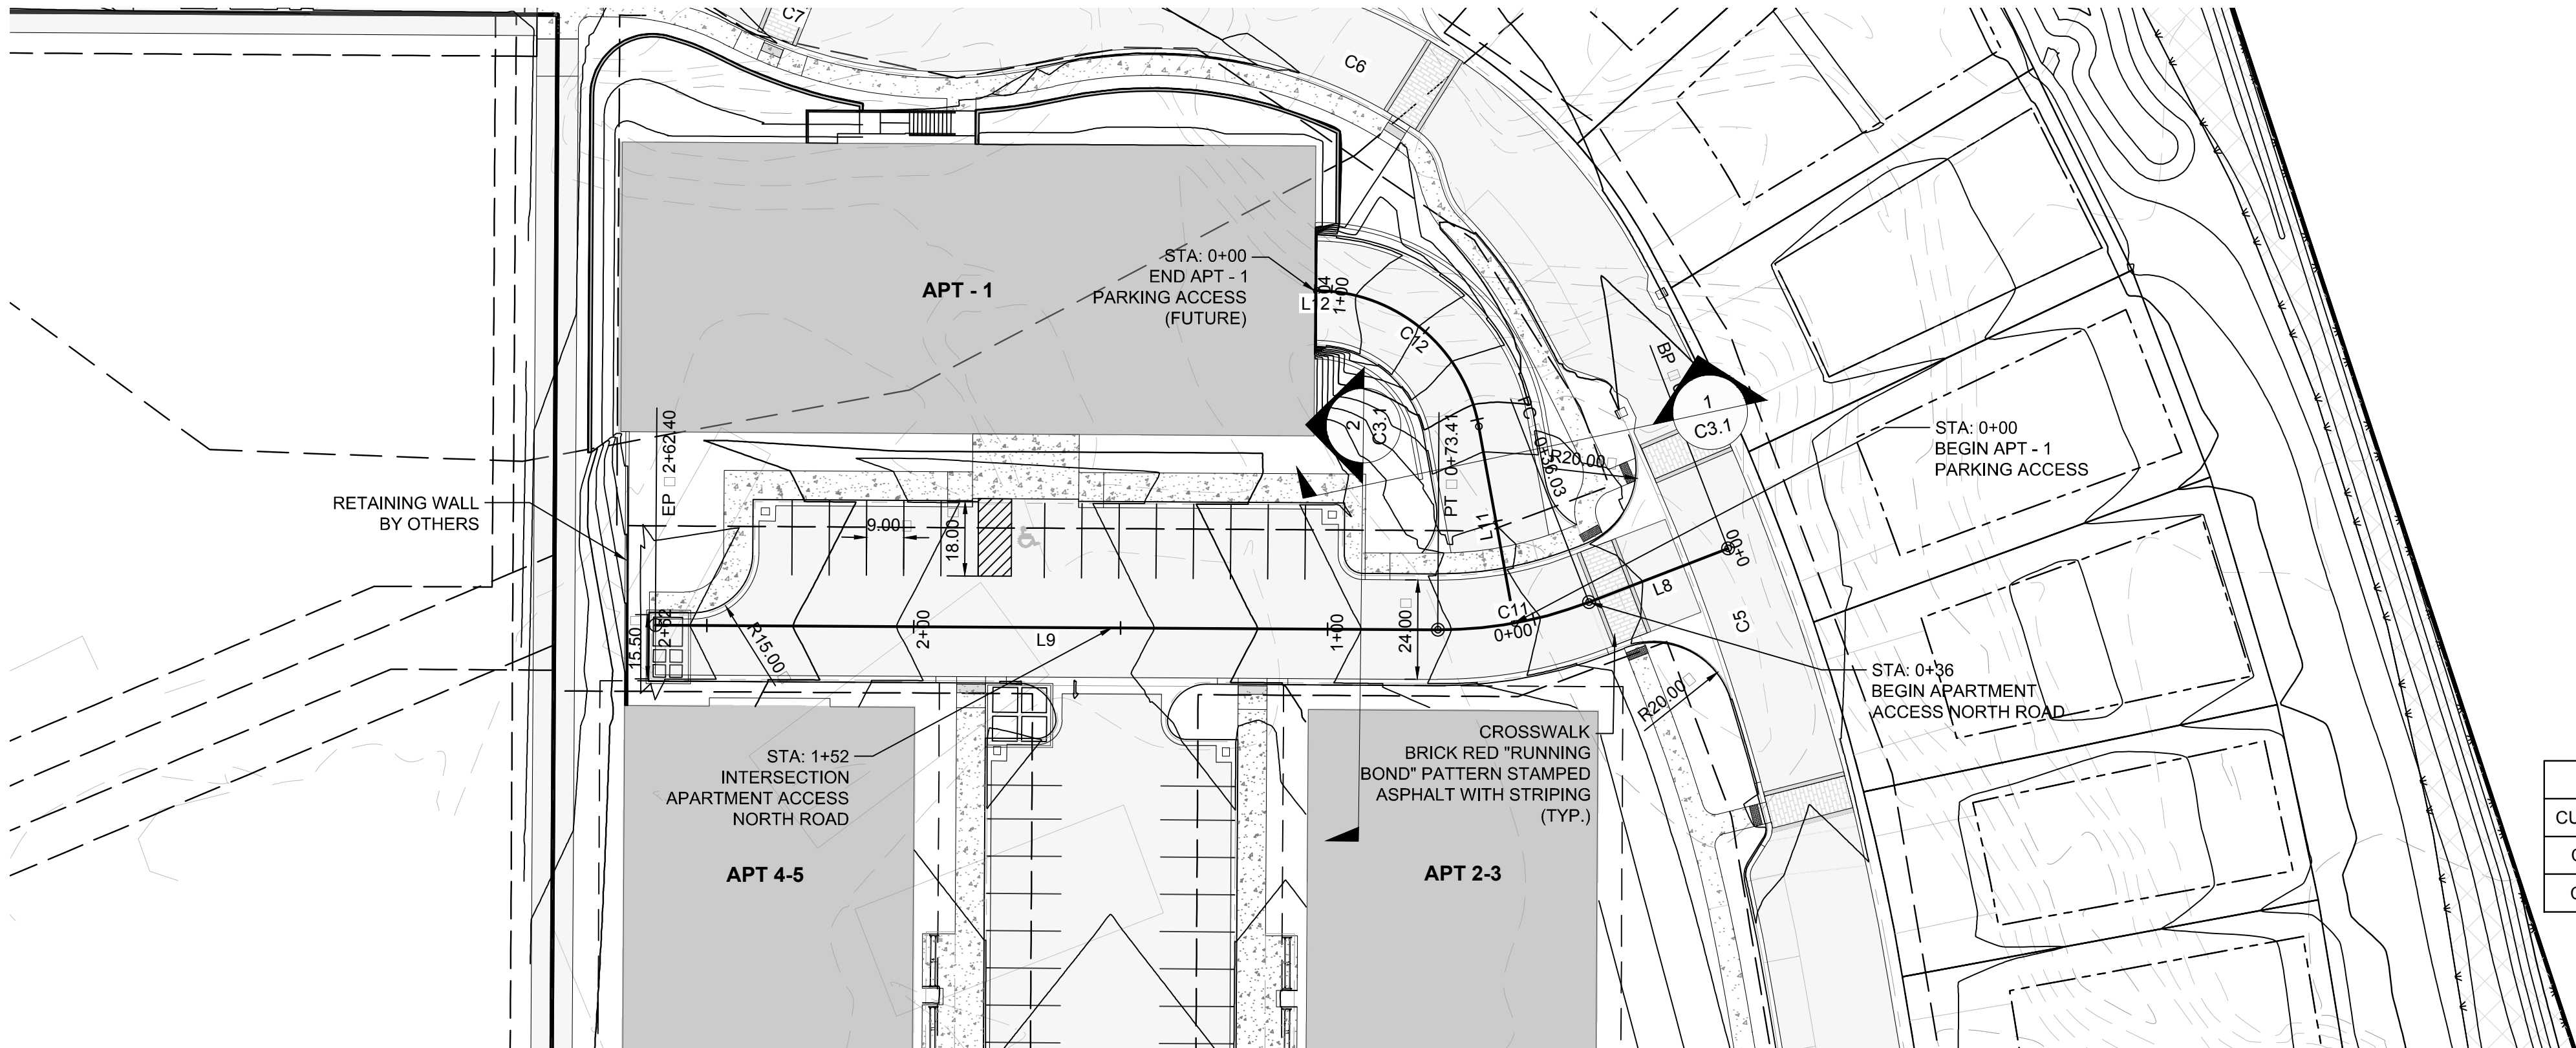 C7
C6
STA: 0+00
END APT - 1
PARKING ACCESS
(FUTURE)
APT - 1
L12
1+00
C12
BP
1
C3.1
2
C3.1
EP □ 2+62.40
PT □ 0+73.41
PC □ 0+36.03
R20.00
STA: 0+00
BEGIN APT - 1
PARKING ACCESS
RETAINING WALL
BY OTHERS
9.00
18.00
L11
0+00
L8
C11
0+00
C5
15.50
2+62
R15.00
2+00
L9
1+00
24.00
R20.00
STA: 0+36
BEGIN APARTMENT
ACCESS NORTH ROAD
STA: 1+52
INTERSECTION
APARTMENT ACCESS
NORTH ROAD
CROSSWALK
BRICK RED "RUNNING
BOND" PATTERN STAMPED
ASPHALT WITH STRIPING
(TYP.)
APT 4-5
APT 2-3